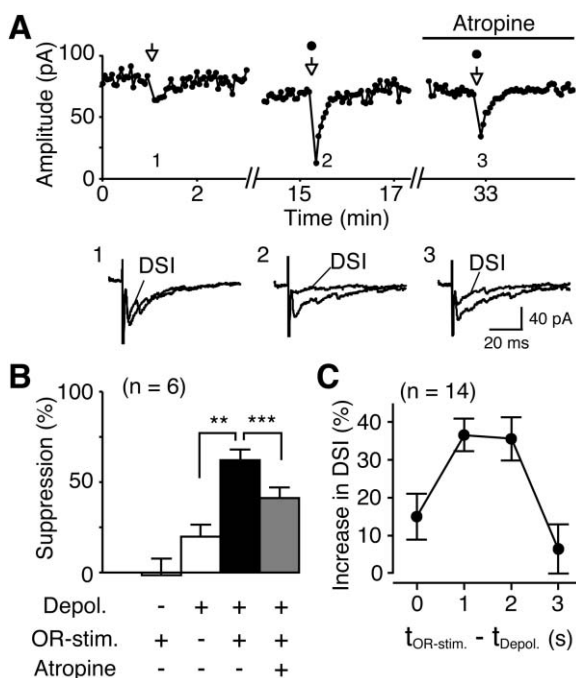 A
Atropine
Amplitude (pA)
100
50
0
1
2
3
0 2 15 17 33
Time (min)
1 DSI
2 DSI
3 DSI
40 pA
20 ms
B
(n = 6)
Suppression (%)
100
50
0
** ***
Depol. - + + +
OR-stim. + - + +
Atropine +
C
(n = 14)
Increase in DSI (%)
40
30
20
10
0
0 1 2 3
tOR-stim. - tDepol. (s)